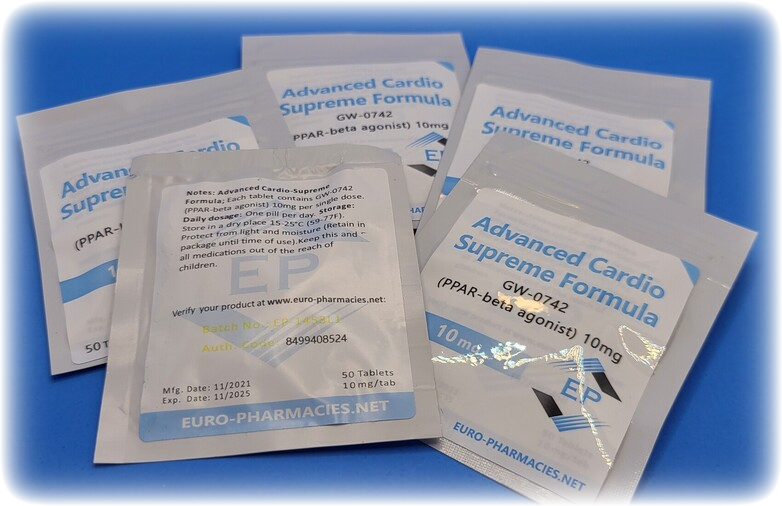 Advanced Cardio
Supreme Formula
GW-0742
(PPAR-beta agonist) 10mg
EP
Advanced Cardio
Supreme Formula
Advanced Cardio
(PPAR-
50
Notes: Advanced Cardio-Supreme
Formula; Each tablet contains GW-0742
(PPAR-beta agonist) 10mg per single dose.
Daily dosage: One pill per day. Storage:
Store in a dry place 15-25°C (59-77F).
Protect from light and moisture (Retain in
package until time of use).Keep this and
all medications out of the reach of
children.
EP
Verify your product at www.euro-pharmacies.net:
Batch No.:
Auth. Code: 8499408524
50 Tablets
10 mg/tab
Mfg. Date: 11/2021
Exp. Date: 11/2025
EURO-PHARMACIES.NET
Advanced Cardio
Supreme Formula
GW-0742
(PPAR-beta agonist) 10mg
10 mg
EP
EURO-PHARMACIES.NET